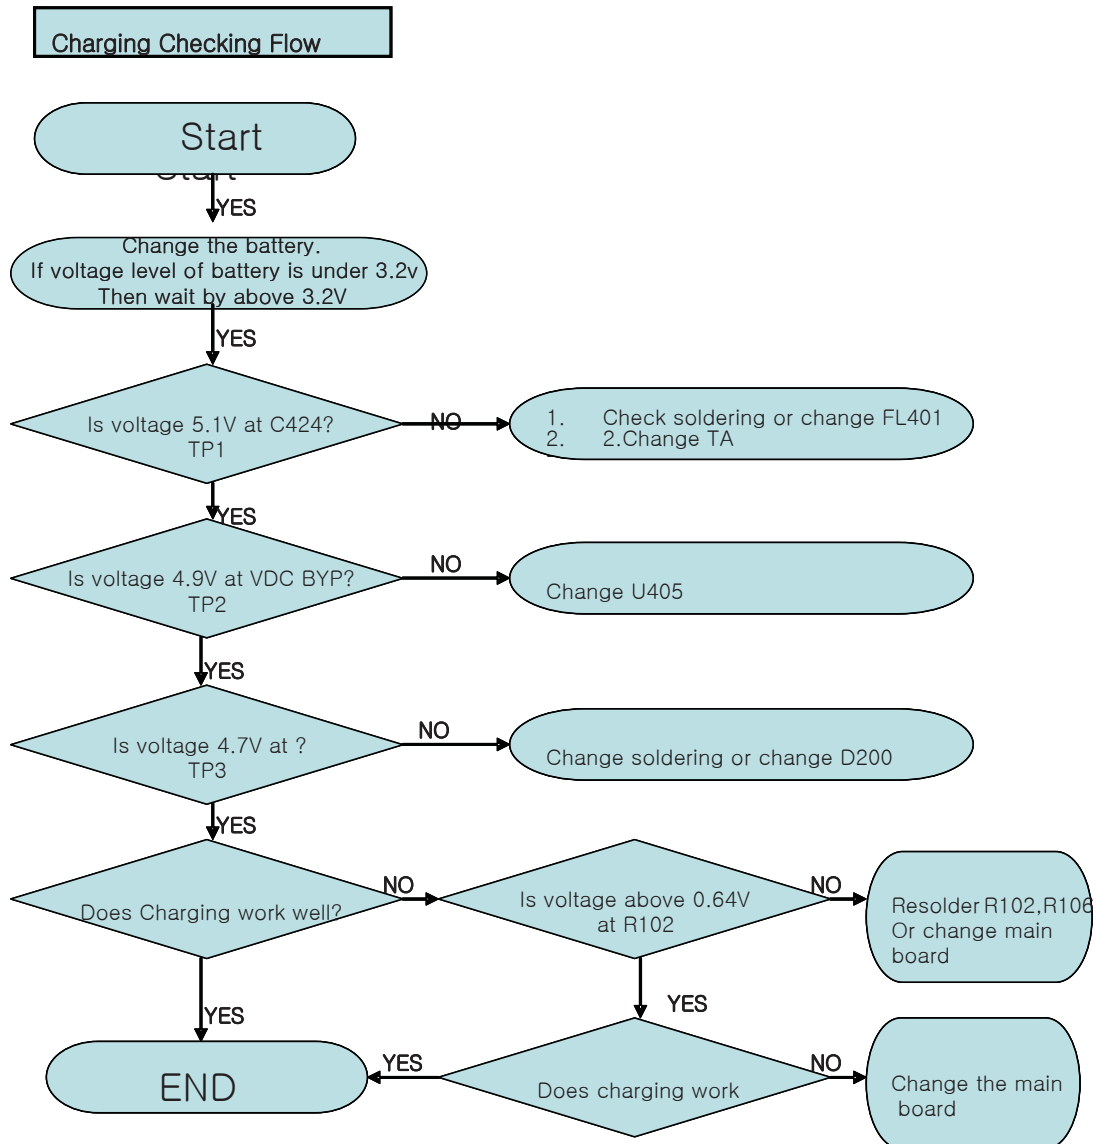 Charging Checking Flow
Start
Start
YES
Change the battery.
If voltage level of battery is under 3.2v
Then wait by above 3.2V
YES
Is voltage 5.1V at C424?
TP1
NO
1. Check soldering or change FL401
2. 2.Change TA
YES
Is voltage 4.9V at VDC BYP?
TP2
NO
Change U405
YES
Is voltage 4.7V at ?
TP3
NO
Change soldering or change D200
YES
Does Charging work well?
NO
Is voltage above 0.64V
at R102
NO
Resolder R102,R106
Or change main
board
YES
YES
END
YES
Does charging work
NO
Change the main
board